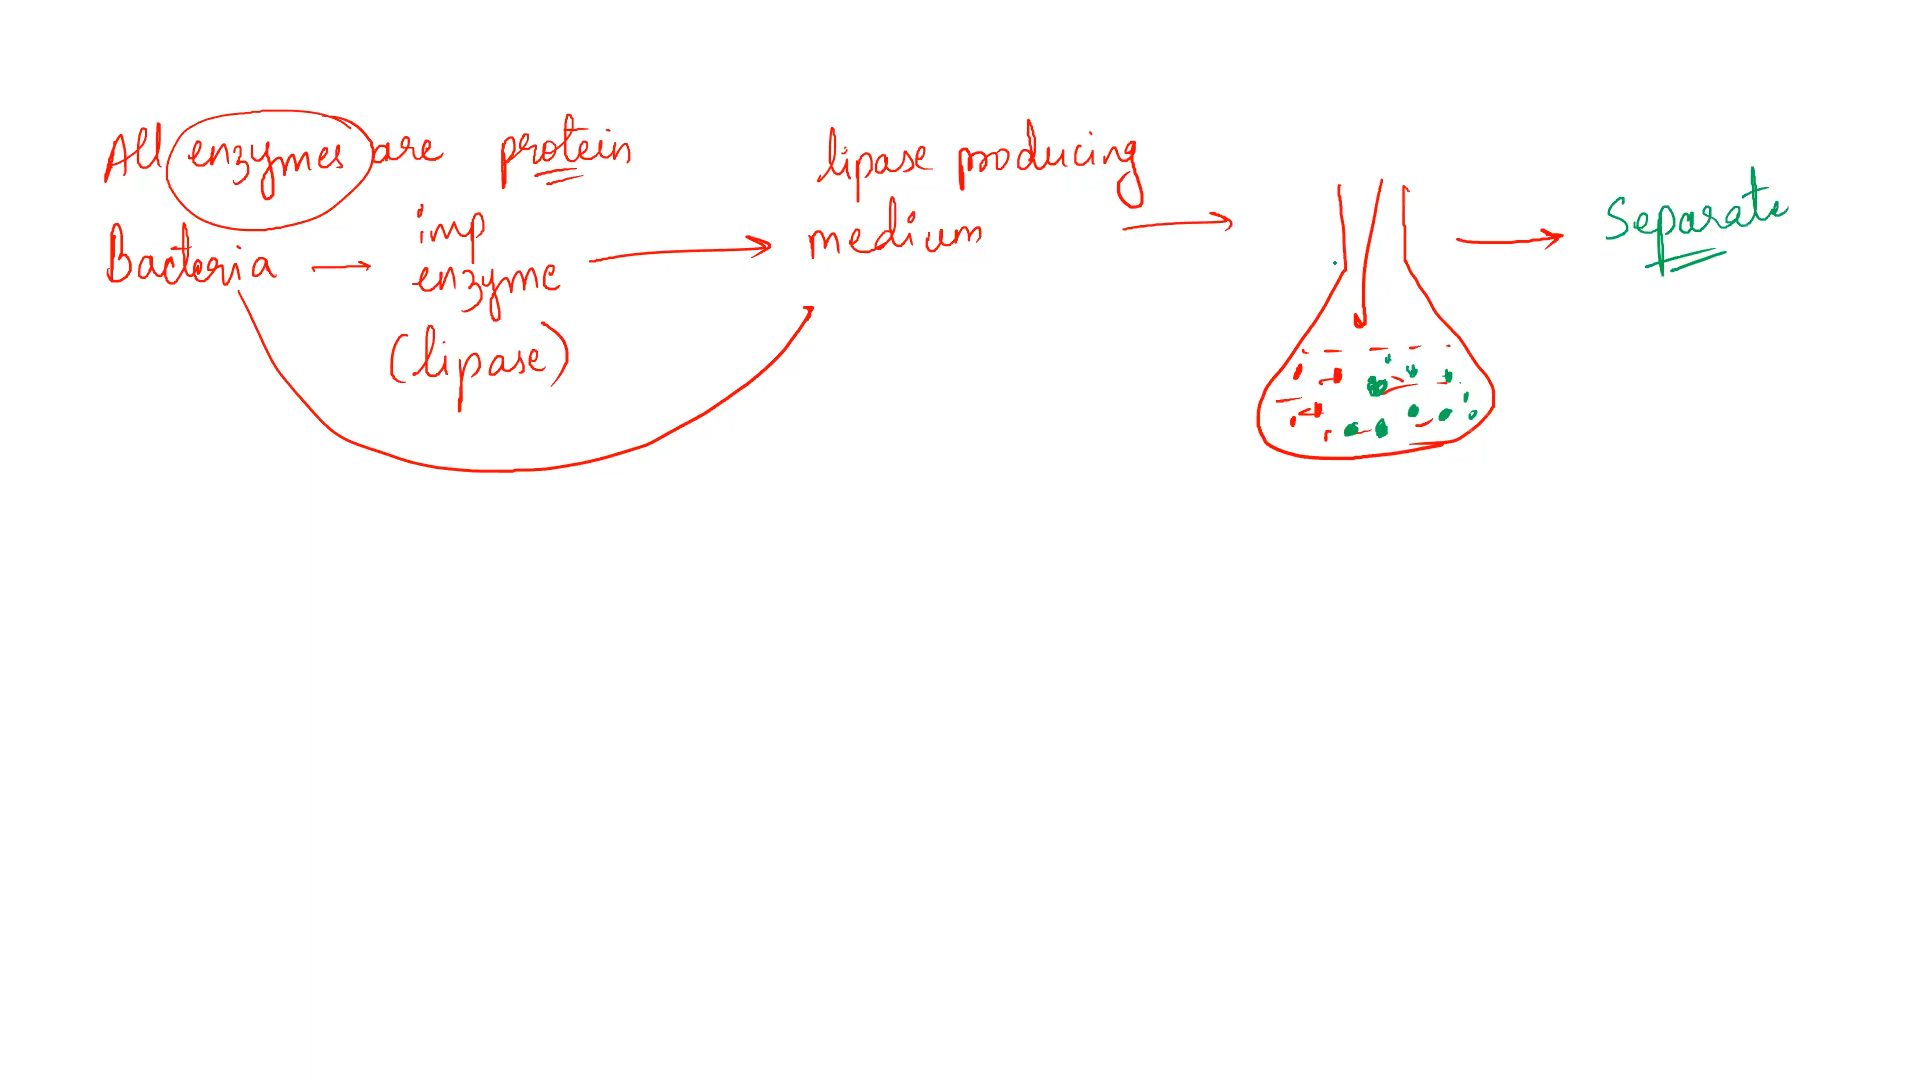 All enzymes are protein
Bacteria → imp
enzyme
(lipase)
lipase producing
medium
Separate